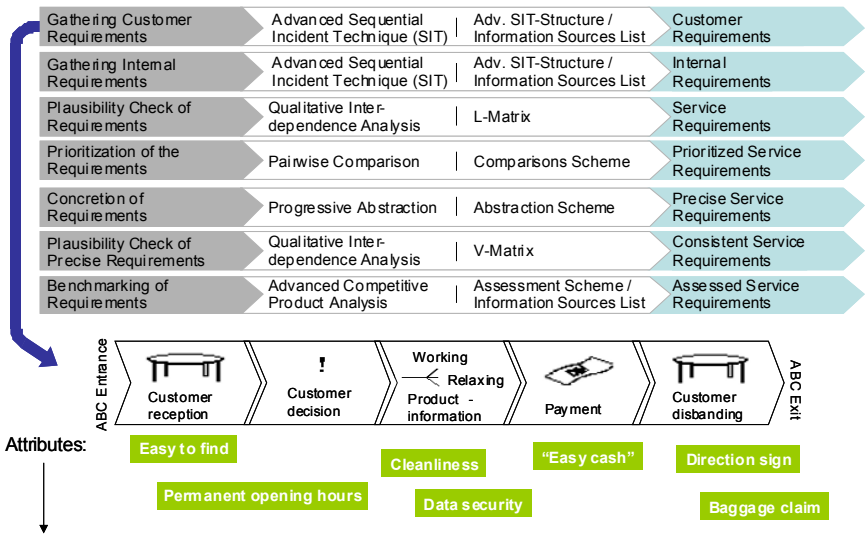 Gathering Customer Requirements
Advanced Sequential Incident Technique (SIT)
Adv. SIT-Structure / Information Sources List
Customer Requirements
Gathering Internal Requirements
Advanced Sequential Incident Technique (SIT)
Adv. SIT-Structure / Information Sources List
Internal Requirements
Plausibility Check of Requirements
Qualitative Inter-dependence Analysis
L-Matrix
Service Requirements
Prioritization of the Requirements
Pairwise Comparison
Comparisons Scheme
Prioritized Service Requirements
Concretion of Requirements
Progressive Abstraction
Abstraction Scheme
Precise Service Requirements
Plausibility Check of Precise Requirements
Qualitative Inter-dependence Analysis
V-Matrix
Consistent Service Requirements
Benchmarking of Requirements
Advanced Competitive Product Analysis
Assessment Scheme / Information Sources List
Assessed Service Requirements
ABC Entrance
Customer reception
!
Customer decision
Working
Relaxing
Product - information
DM
Payment
Customer disbanding
ABC Exit
Attributes:
Easy to find
Permanent opening hours
Cleanliness
Data security
“Easy cash”
Direction sign
Baggage claim